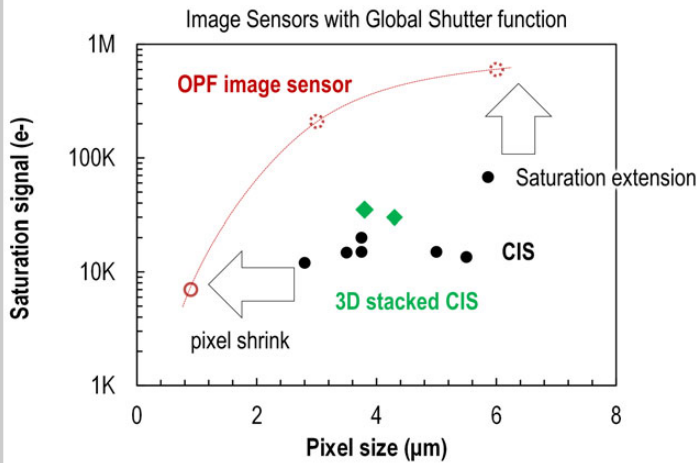 Image Sensors with Global Shutter function
1M
OPF image sensor
100K
Saturation signal (e-)
Saturation extension
CIS
10K
3D stacked CIS
pixel shrink
1K
0 2 4 6 8
Pixel size (μm)